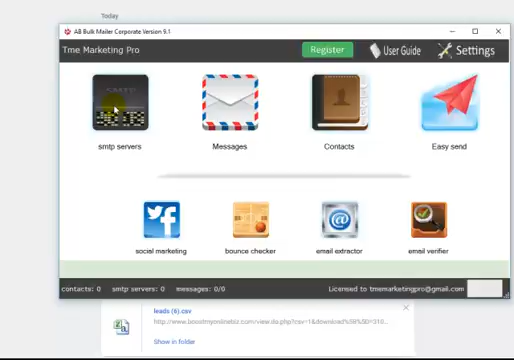 Today
AB Bulk Mailer Corporate Version 9.1
Tme Marketing Pro
Register
User Guide
Settings
SMTP
smtp servers
Messages
Contacts
Easy send
social marketing
bounce checker
email extractor
email verifier
contacts: 0 smtp servers: 0 messages: 0/0
Licensed to tmemarketingpro@gmail.com
leads (6).csv
Show in folder